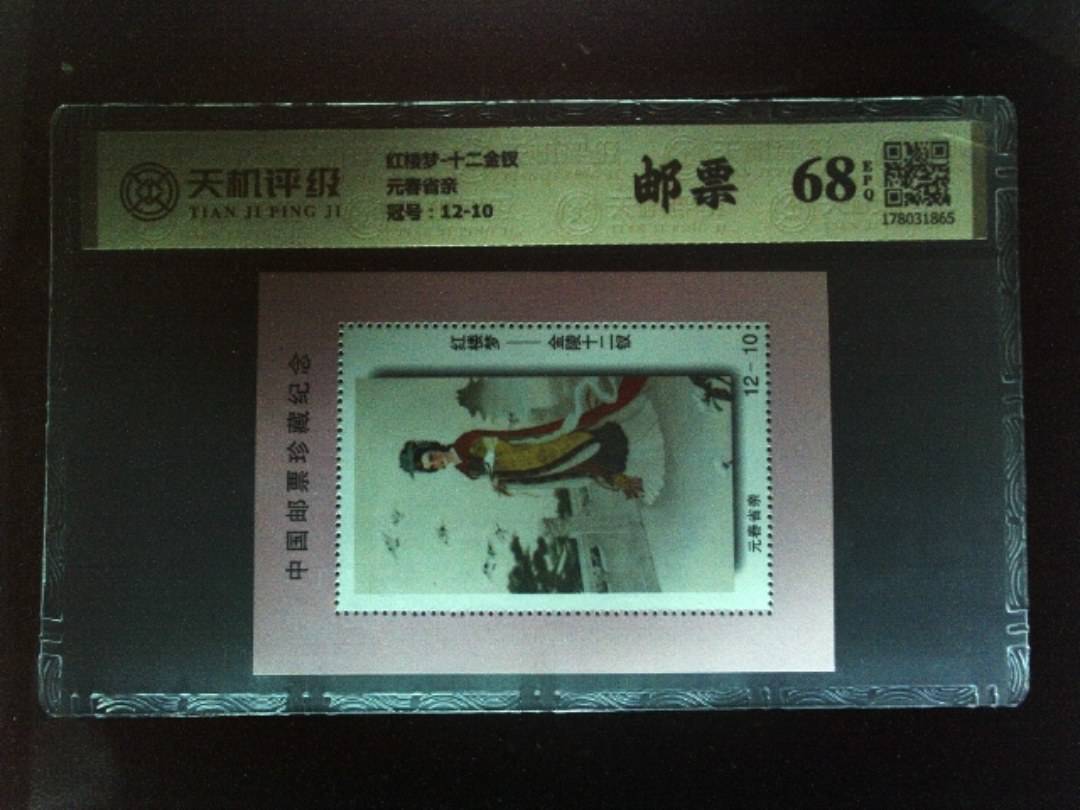 天机评级
TIAN JI PING JI
红楼梦-十二金钗
元春省亲
冠号：12-10
邮票
68
EPQ
178031865
中国邮票珍藏纪念
红楼梦——金陵十二钗
12-10
元春省亲